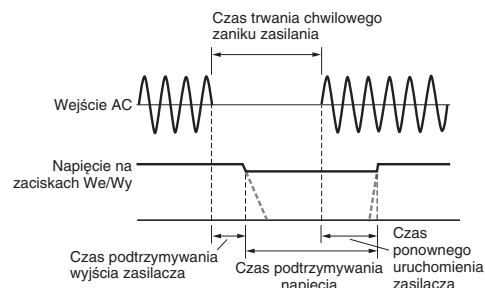 Czas trwania chwilowego
zaniku zasilania
Wejście AC
Napięcie na
zaciskach We/Wy
Czas podtrzymywania
wyjścia zasilacza
Czas podtrzymywania
napięcia
Czas
ponownego
uruchomienia
zasilacza